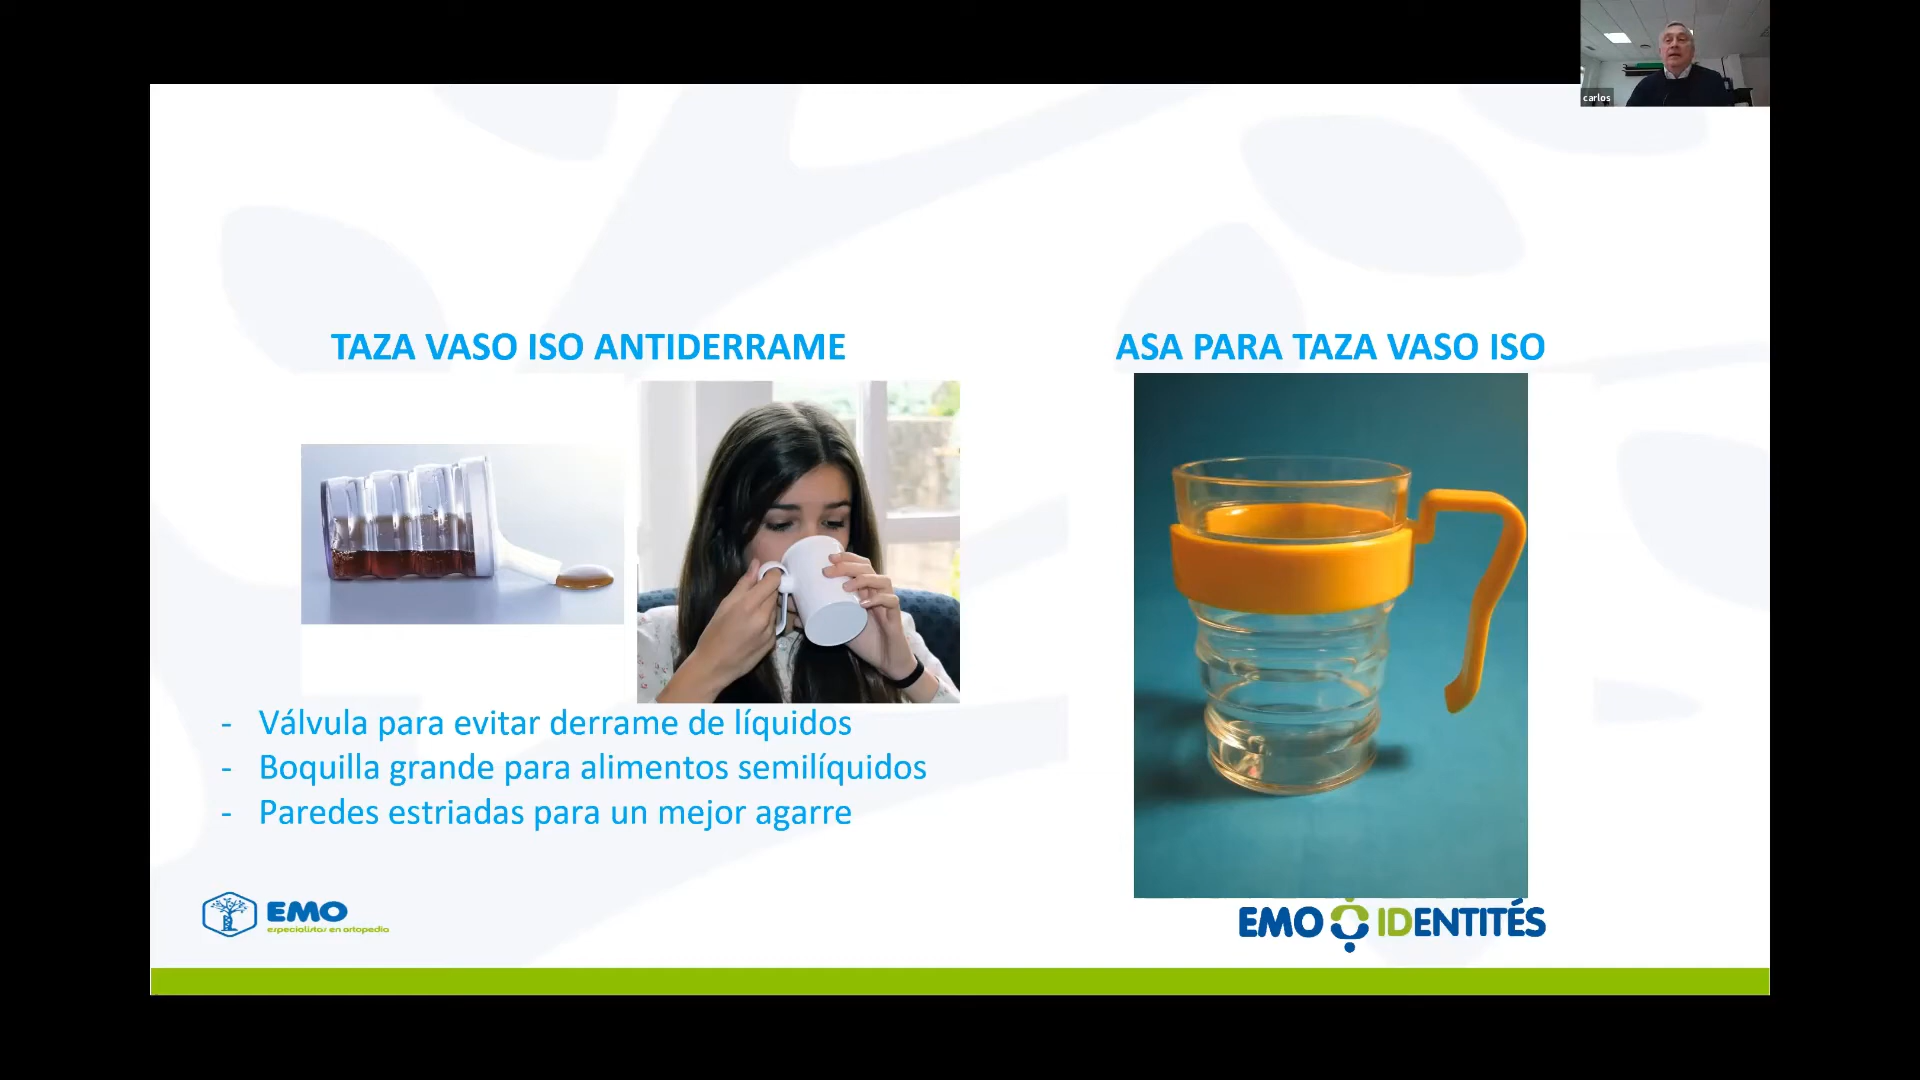 carlos
TAZA VASO ISO ANTIDERRAME
ASA PARA TAZA VASO ISO
- Válvula para evitar derrame de líquidos
- Boquilla grande para alimentos semilíquidos
- Paredes estriadas para un mejor agarre
EMO
especialistas en ortopedia
EMO IDENTITÉS